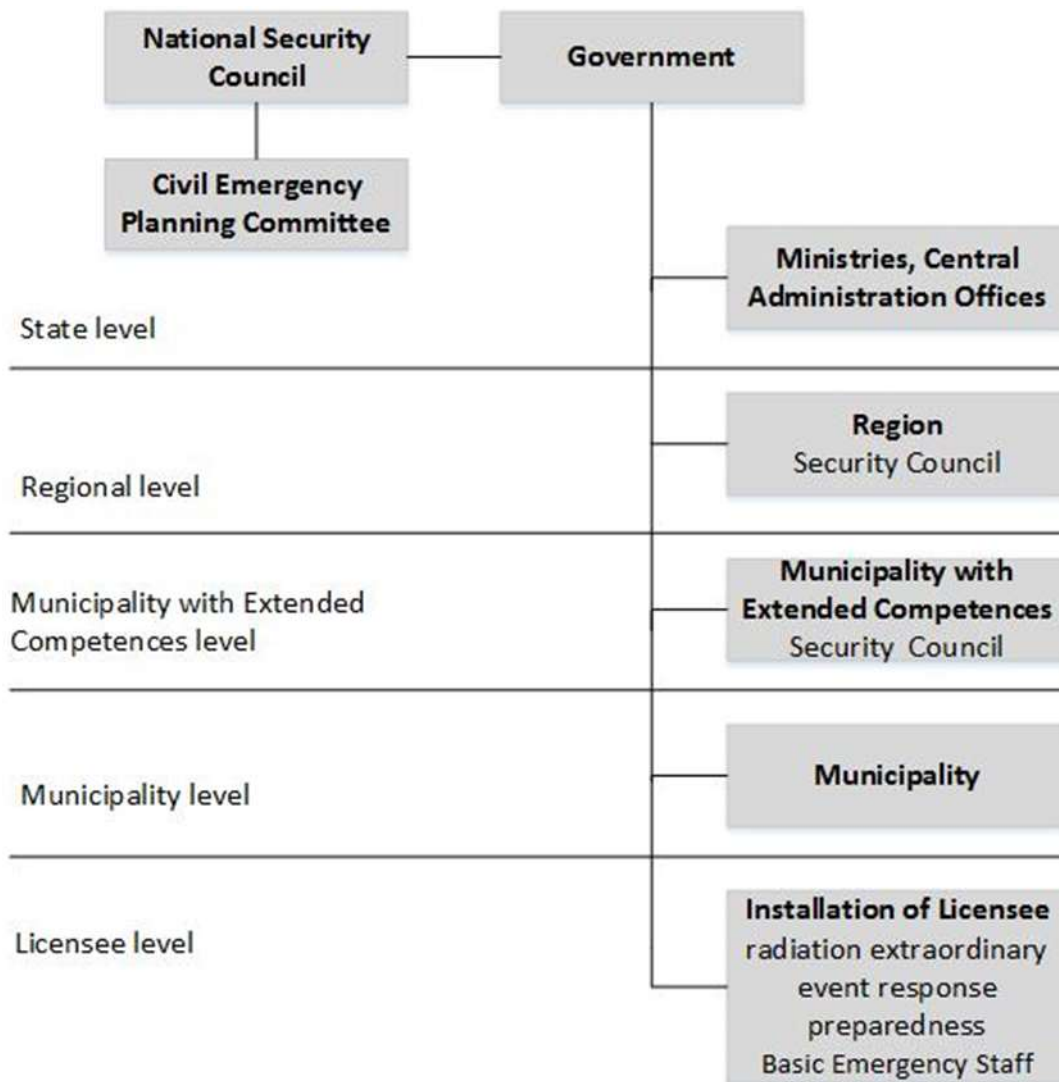 National Security
Council
Government
Civil Emergency
Planning Committee
Ministries, Central
Administration Offices
State level
Region
Security Council
Regional level
Municipality with
Extended Competences
Security Council
Municipality with Extended
Competences level
Municipality
Municipality level
Installation of Licensee
radiation extraordinary
event response
preparedness
Basic Emergency Staff
Licensee level